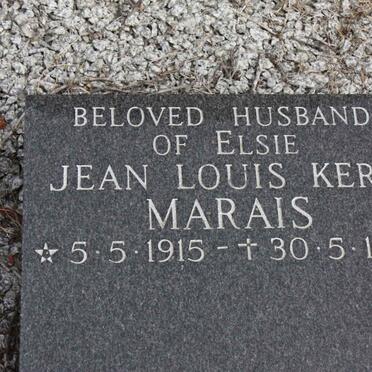 BELOVED HUSBAND
OF ELSIE
JEAN LOUIS KER
MARAIS
5·5·1915 - † 30·5·1